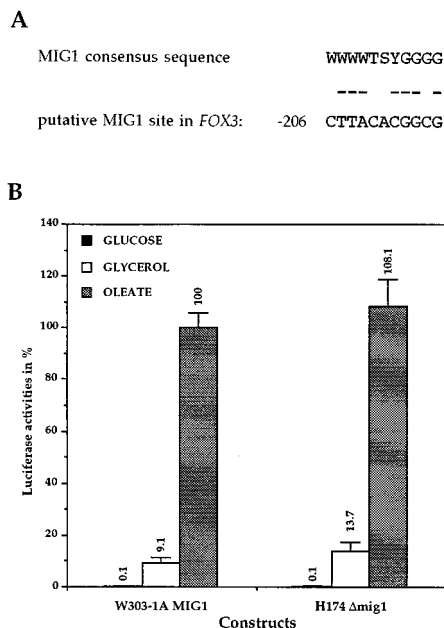 A
MIG1 consensus sequence WWWWTSYGGGG
putative MIG1 site in FOX3: -206 CTTACACGGCG
B
140
120
100
80
60
40
20
0
Luciferase activities in %
GLUCOSE
GLYCEROL
OLEATE
0.1
9.1
100
0.1
13.7
108.1
W303-1A MIG1
H174 Δmig1
Constructs